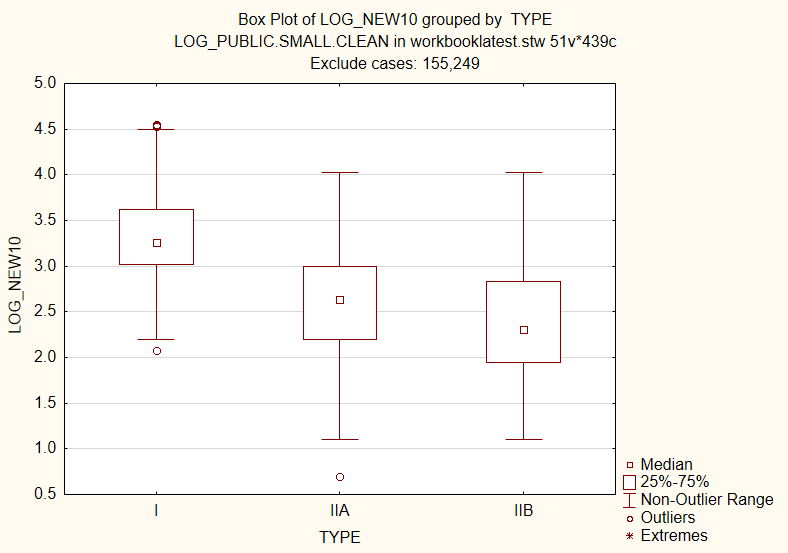 Box Plot of LOG_NEW10 grouped by  TYPE
LOG_PUBLIC.SMALL.CLEAN in workbooklatest.stw 51v*439c
Exclude cases: 155,249
5.0
4.5
4.0
3.5
3.0
2.5
2.0
1.5
1.0
0.5
LOG_NEW10
I
IIA
IIB
TYPE
Median
25%-75%
Non-Outlier Range
Outliers
Extremes